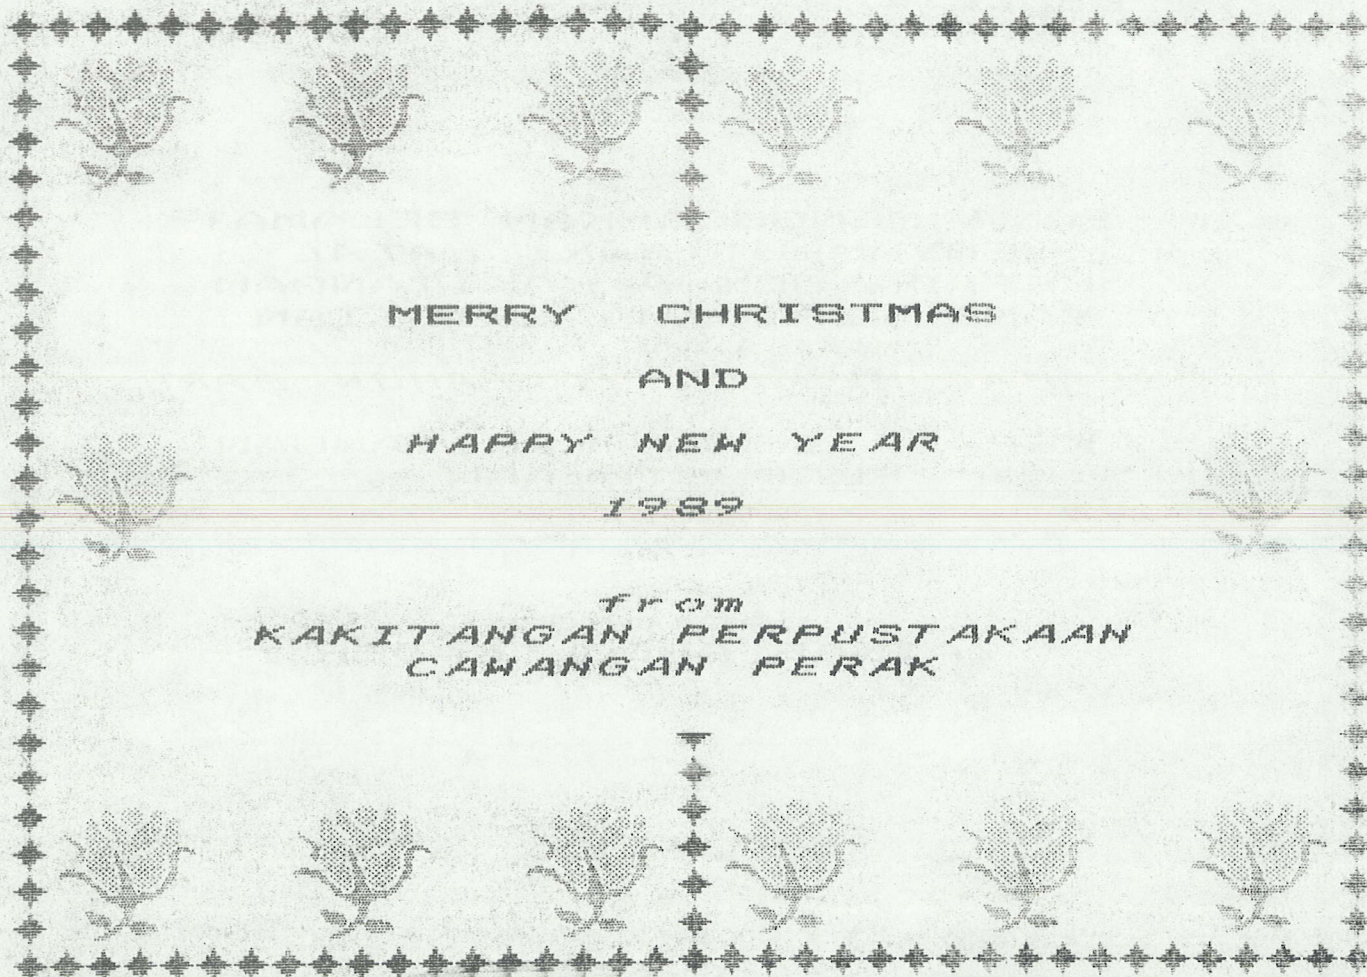 MERRY CHRISTMAS
AND
HAPPY NEW YEAR
1989
from
KAKITANGAN PERPUSTAKAAN
CAWANGAN PERAK